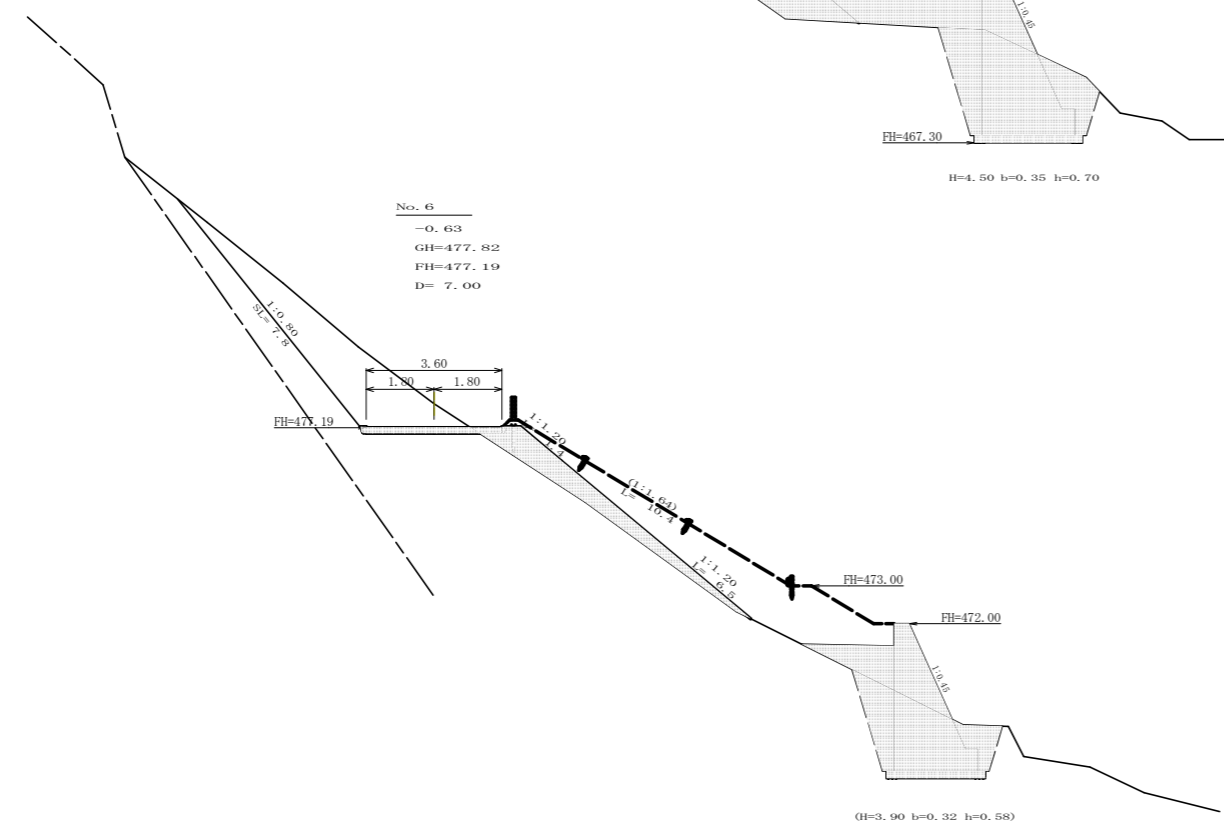 1:0.45
FH=467.30
H=4.50 b=0.35 h=0.70
No.6
-0.63
GH=477.82
FH=477.19
D= 7.00
1:0.80
SL= 7.8
3.60
1.80 1.80
FH=477.19
1:1.20
1.4
(1:1.64)
L= 10.4
1:1.20
L= 6.5
FH=473.00
FH=472.00
1:0.45
(H=3.90 b=0.32 h=0.58)